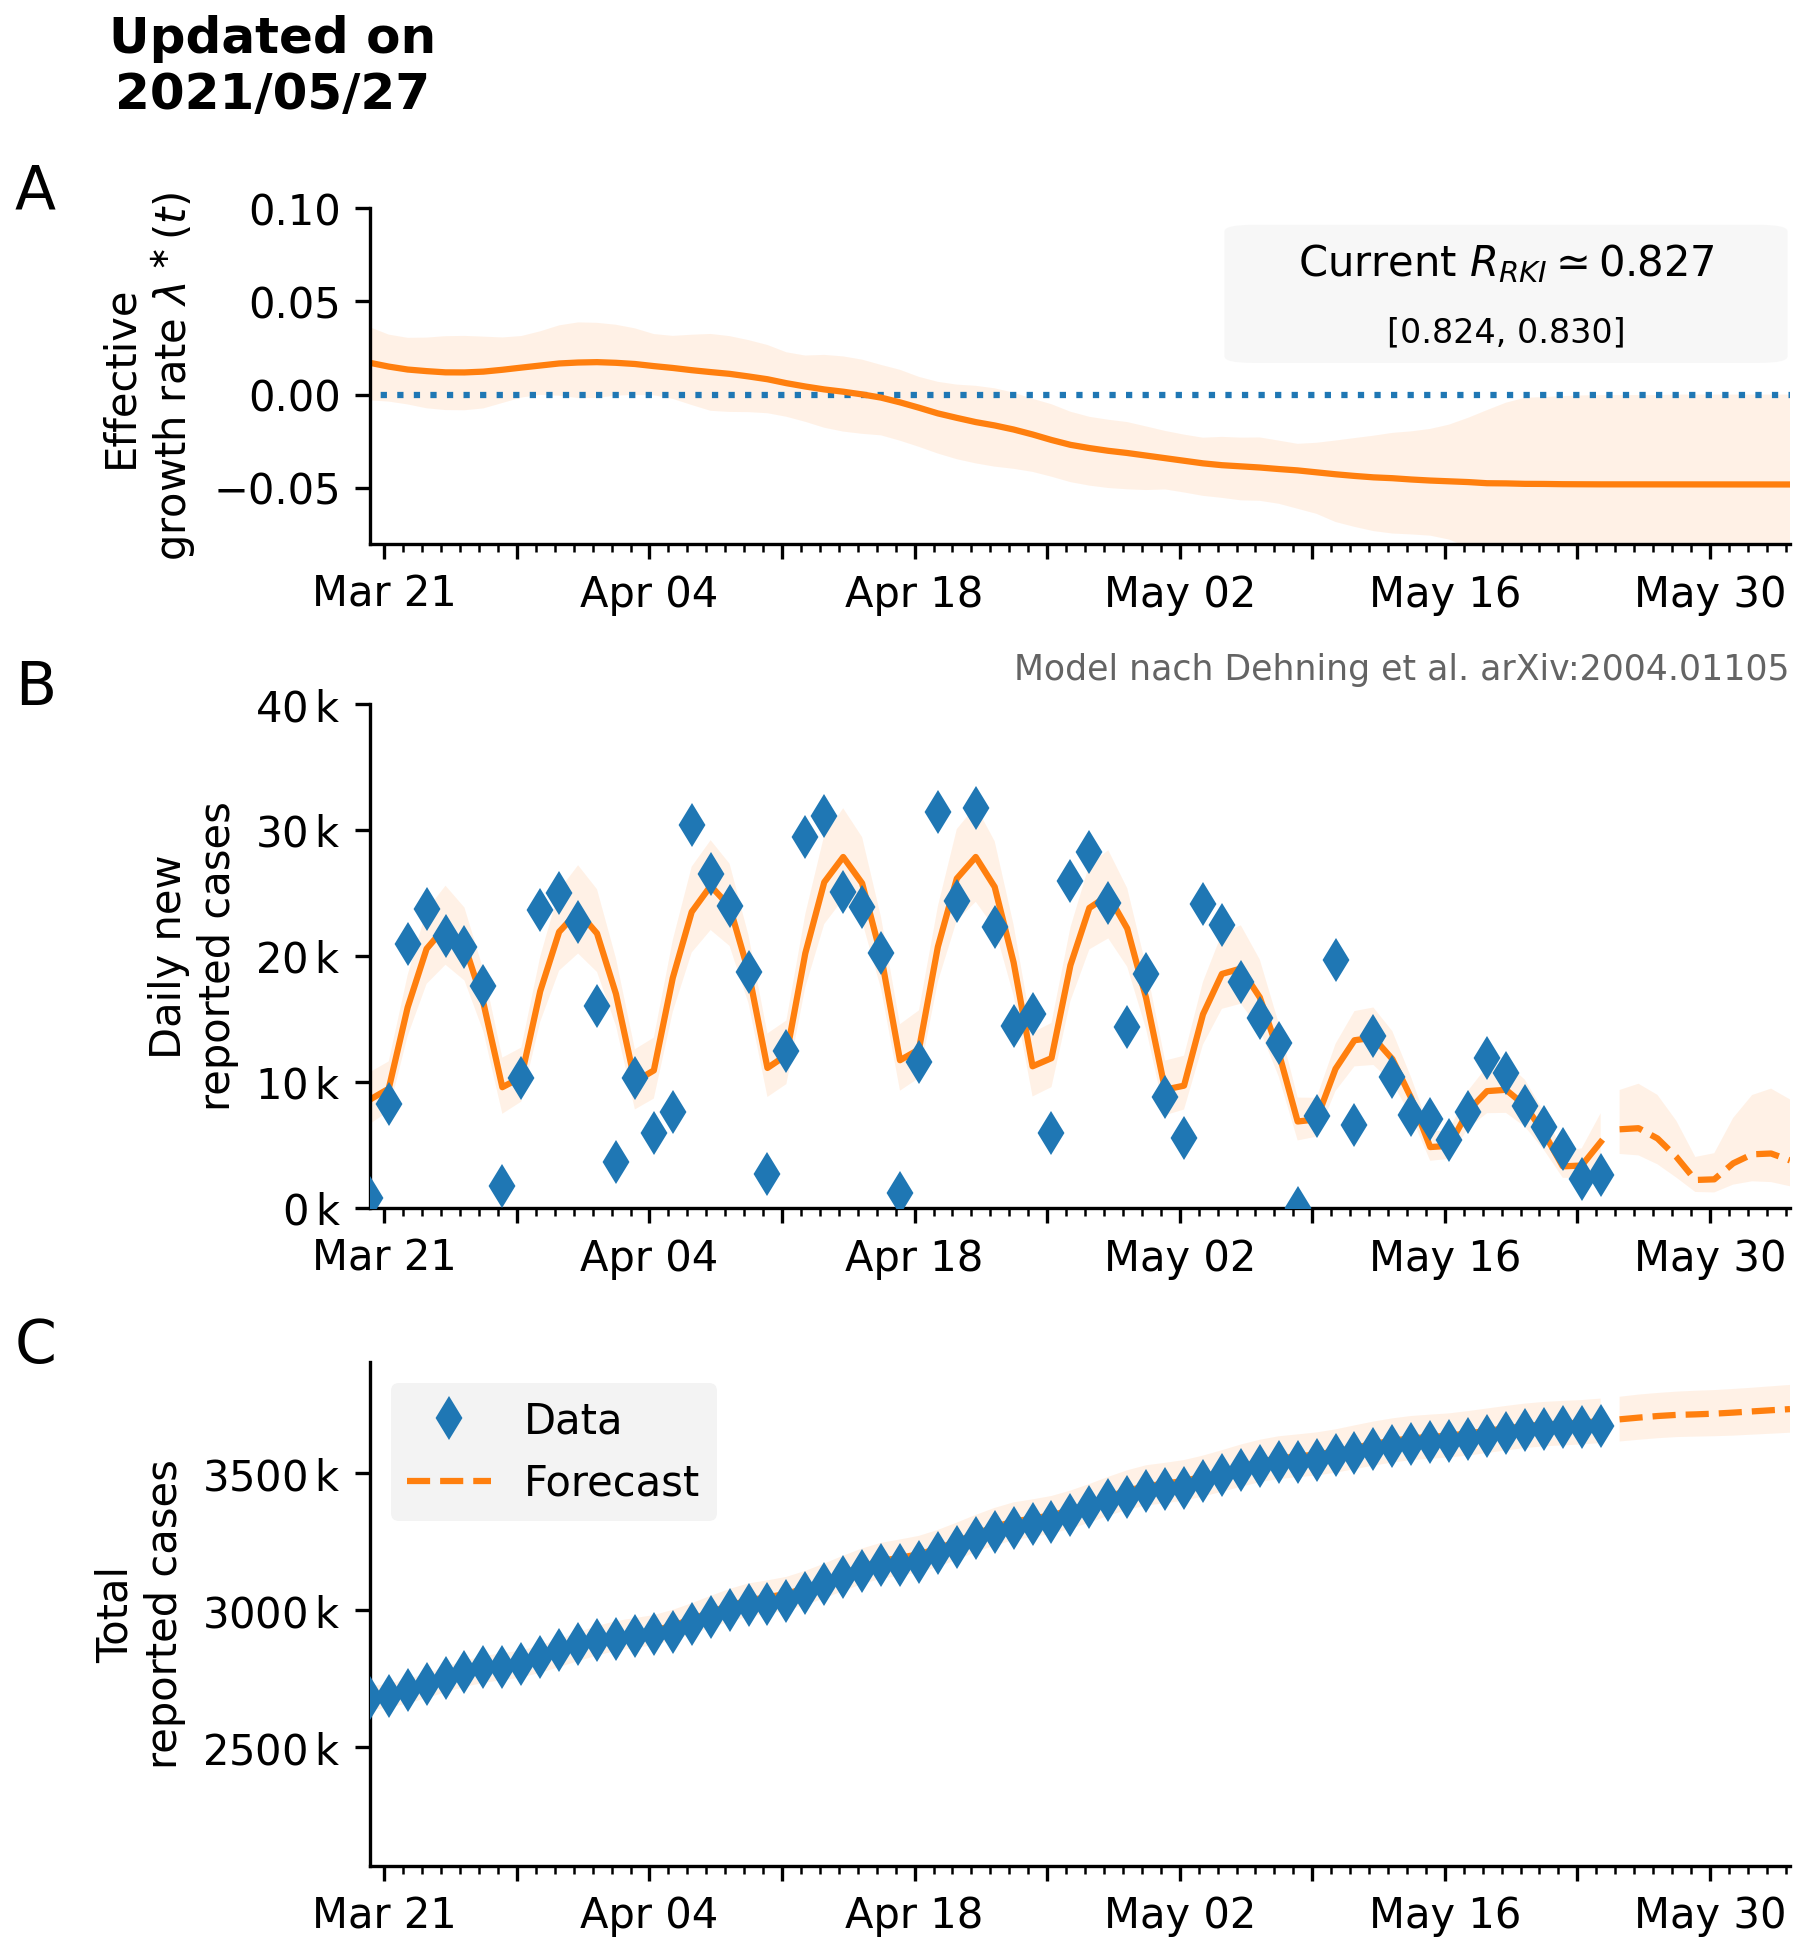 Updated on
2021/05/27
A
Effective
growth rate λ * (t)
0.10
0.05
0.00
−0.05
Current R_RKI ≃ 0.827
[0.824, 0.830]
Mar 21
Apr 04
Apr 18
May 02
May 16
May 30
Model nach Dehning et al. arXiv:2004.01105
B
Daily new
reported cases
40 k
30 k
20 k
10 k
0 k
Mar 21
Apr 04
Apr 18
May 02
May 16
May 30
C
Total
reported cases
3500 k
3000 k
2500 k
Data
Forecast
Mar 21
Apr 04
Apr 18
May 02
May 16
May 30